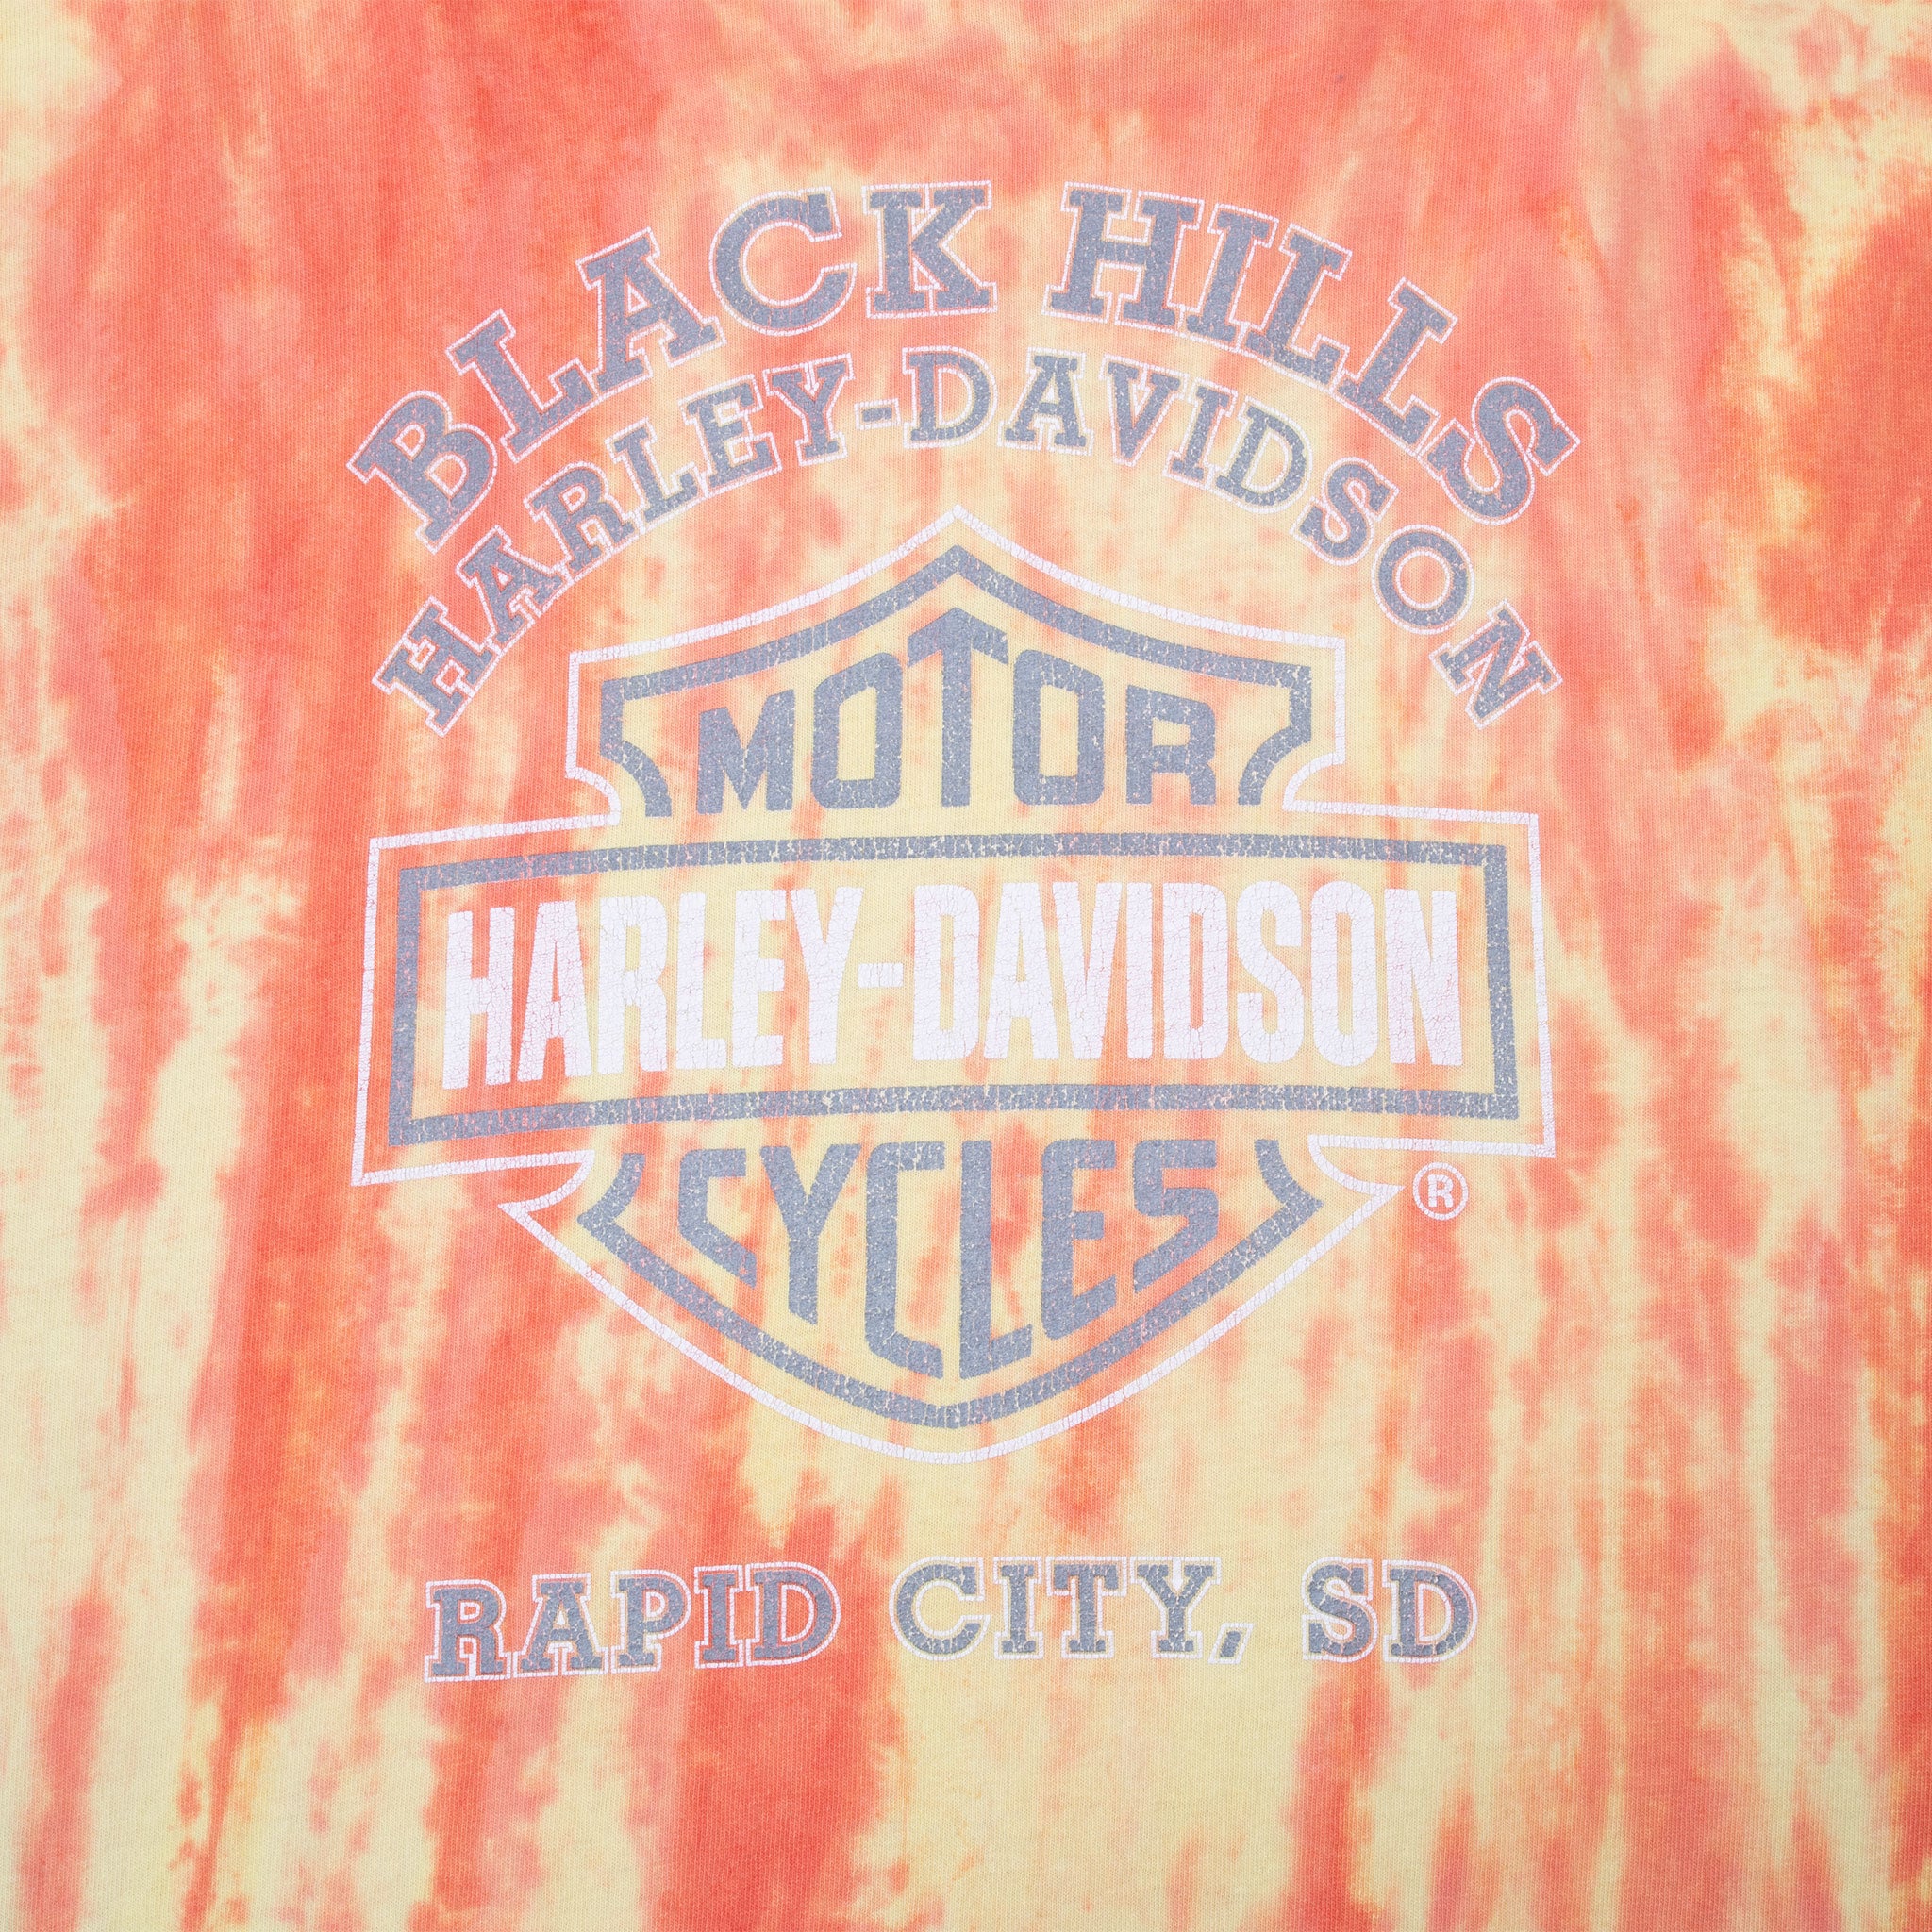 BLACK HILLS
HARLEY-DAVIDSON
MOTOR
HARLEY-DAVIDSON
CYCLES
®
RAPID CITY, SD